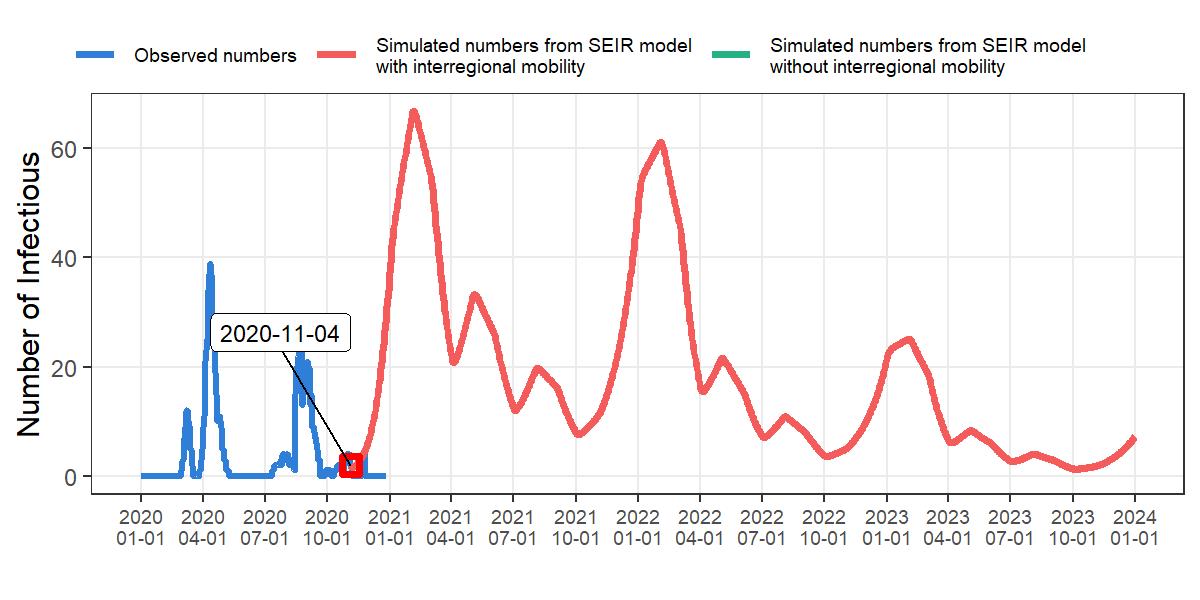 Observed numbers
Simulated numbers from SEIR model
with interregional mobility
Simulated numbers from SEIR model
without interregional mobility
Number of Infectious
60
40
20
0
2020-11-04
2020 2020 2020 2020 2021 2021 2021 2021 2022 2022 2022 2022 2023 2023 2023 2023 2024
01-01 04-01 07-01 10-01 01-01 04-01 07-01 10-01 01-01 04-01 07-01 10-01 01-01 04-01 07-01 10-01 01-01